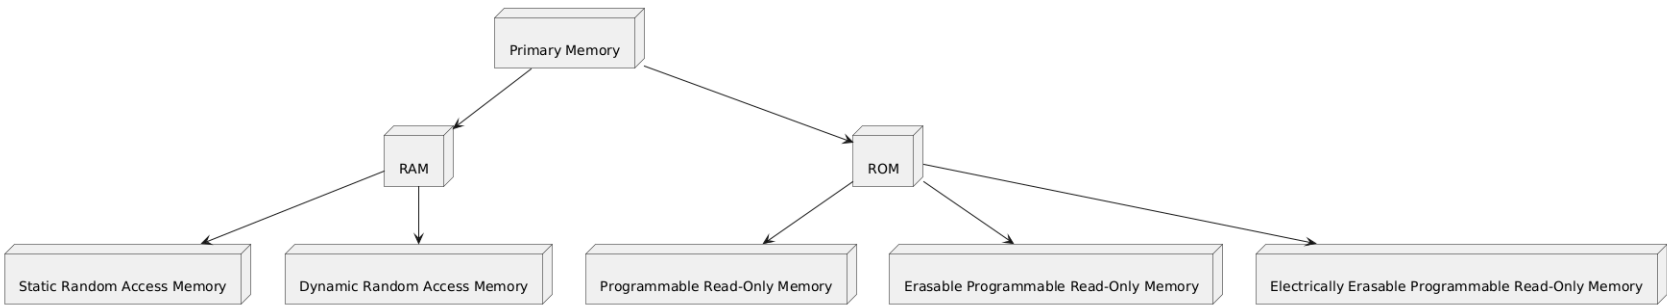 Primary Memory
RAM
ROM
Static Random Access Memory
Dynamic Random Access Memory
Programmable Read-Only Memory
Erasable Programmable Read-Only Memory
Electrically Erasable Programmable Read-Only Memory